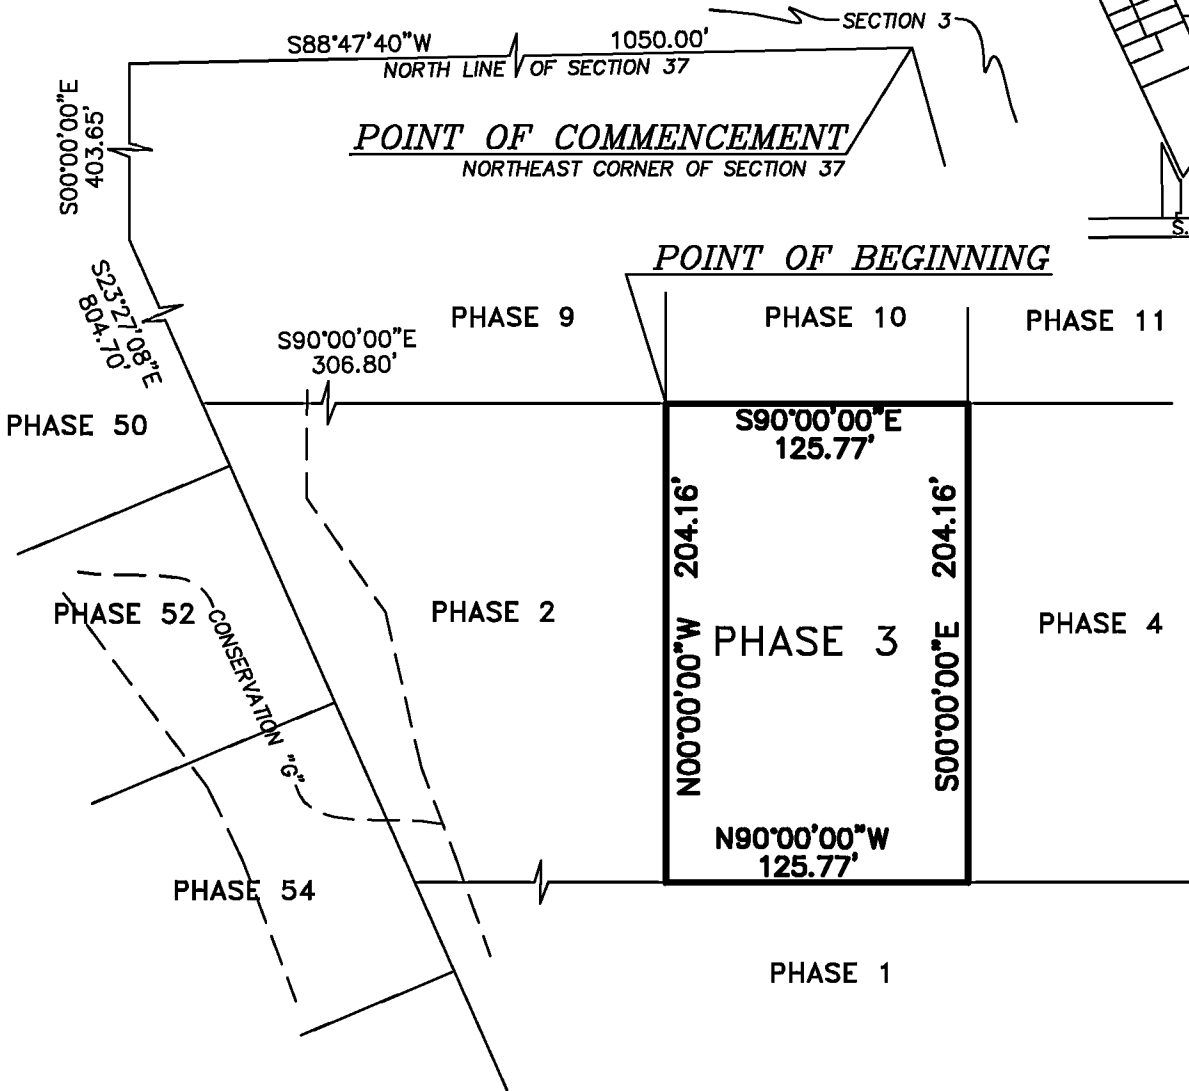 SECTION 3
S88°47'40"W 1050.00'
NORTH LINE OF SECTION 37
S00°00'00"E
403.65'
POINT OF COMMENCEMENT
NORTHEAST CORNER OF SECTION 37
S.
POINT OF BEGINNING
S23°27'08"E
804.70'
PHASE 9
PHASE 10
PHASE 11
S90°00'00"E
306.80'
PHASE 50
S90°00'00"E
125.77'
N00°00'00"W 204.16'
S00°00'00"E 204.16'
PHASE 52
CONSERVATION "G"
PHASE 2
PHASE 3
PHASE 4
N90°00'00"W
125.77'
PHASE 54
PHASE 1